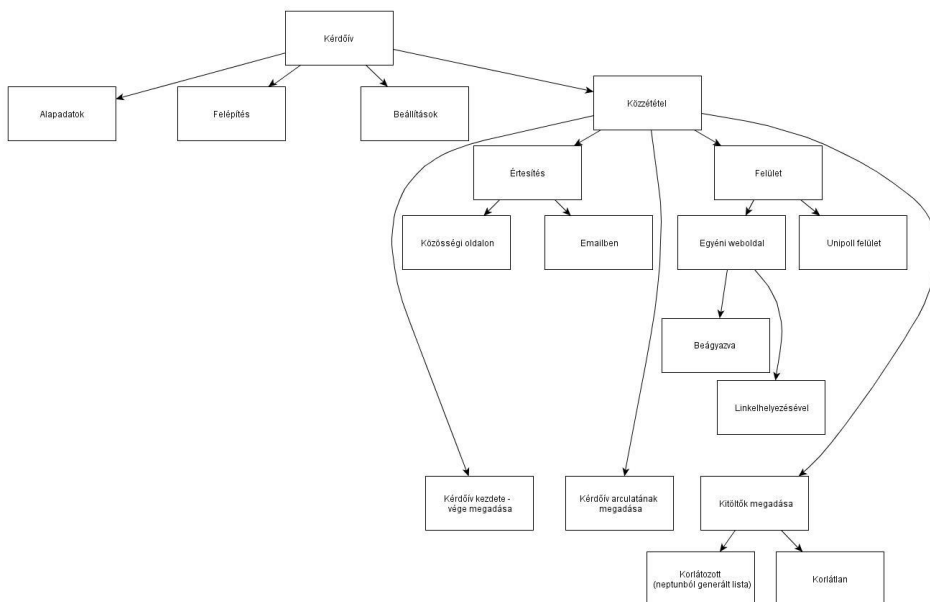 Kérdőív
Alapadatok
Felépítés
Beállítások
Közzététel
Értesítés
Felület
Közösségi oldalon
Emailben
Egyéni weboldal
Unipoll felület
Beágyazva
Linkelhelyezésével
Kérdőív kezdete -
vége megadása
Kérdőív arculatának
megadása
Kitöltők megadása
Korlátozott
(neptunból generált lista)
Korlátlan